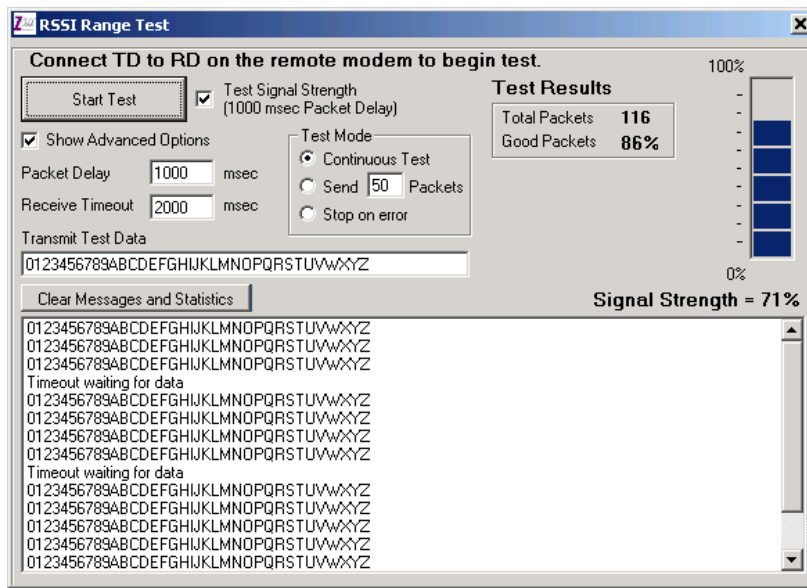 RSSI Range Test
Connect TD to RD on the remote modem to begin test.
Start Test
Test Signal Strength
(1000 msec Packet Delay)
Show Advanced Options
Packet Delay 1000 msec
Receive Timeout 2000 msec
Test Mode
Continuous Test
Send 50 Packets
Stop on error
Test Results
Total Packets 116
Good Packets 86%
100%
0%
Transmit Test Data
0123456789ABCDEFGHIJKLMNOPQRSTUVWXYZ
Clear Messages and Statistics
Signal Strength = 71%
0123456789ABCDEFGHIJKLMNOPQRSTUVWXYZ
0123456789ABCDEFGHIJKLMNOPQRSTUVWXYZ
0123456789ABCDEFGHIJKLMNOPQRSTUVWXYZ
Timeout waiting for data
0123456789ABCDEFGHIJKLMNOPQRSTUVWXYZ
0123456789ABCDEFGHIJKLMNOPQRSTUVWXYZ
0123456789ABCDEFGHIJKLMNOPQRSTUVWXYZ
0123456789ABCDEFGHIJKLMNOPQRSTUVWXYZ
Timeout waiting for data
0123456789ABCDEFGHIJKLMNOPQRSTUVWXYZ
0123456789ABCDEFGHIJKLMNOPQRSTUVWXYZ
0123456789ABCDEFGHIJKLMNOPQRSTUVWXYZ
0123456789ABCDEFGHIJKLMNOPQRSTUVWXYZ
0123456789ABCDEFGHIJKLMNOPQRSTUVWXYZ